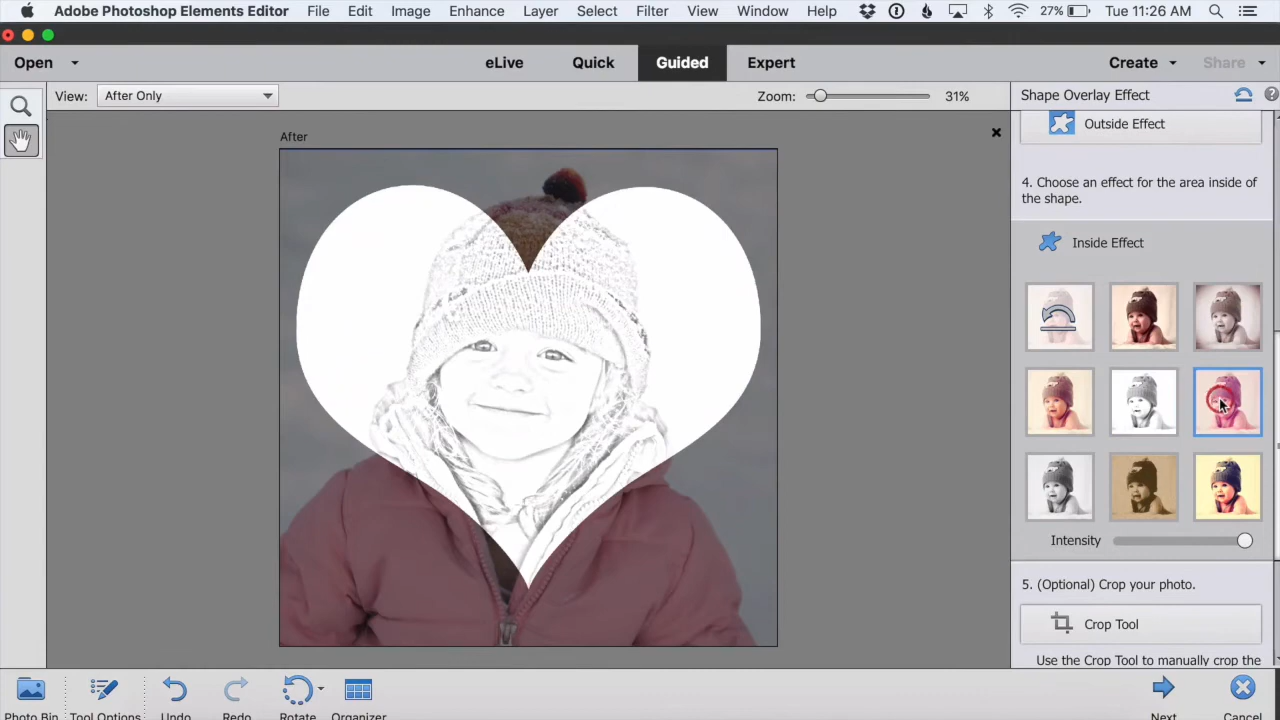 Adobe Photoshop Elements Editor File Edit Image Enhance Layer Select Filter View Window Help 27% Tue 11:26 AM
Open eLive Quick Guided Expert Create Share
View: After Only Zoom: 31% Shape Overlay Effect
After
Outside Effect
4. Choose an effect for the area inside of
the shape.
Inside Effect
Intensity
5. (Optional) Crop your photo.
Crop Tool
Use the Crop Tool to manually crop the
Photo Bin Tool Options Undo Redo Rotate Organizer Next Cancel